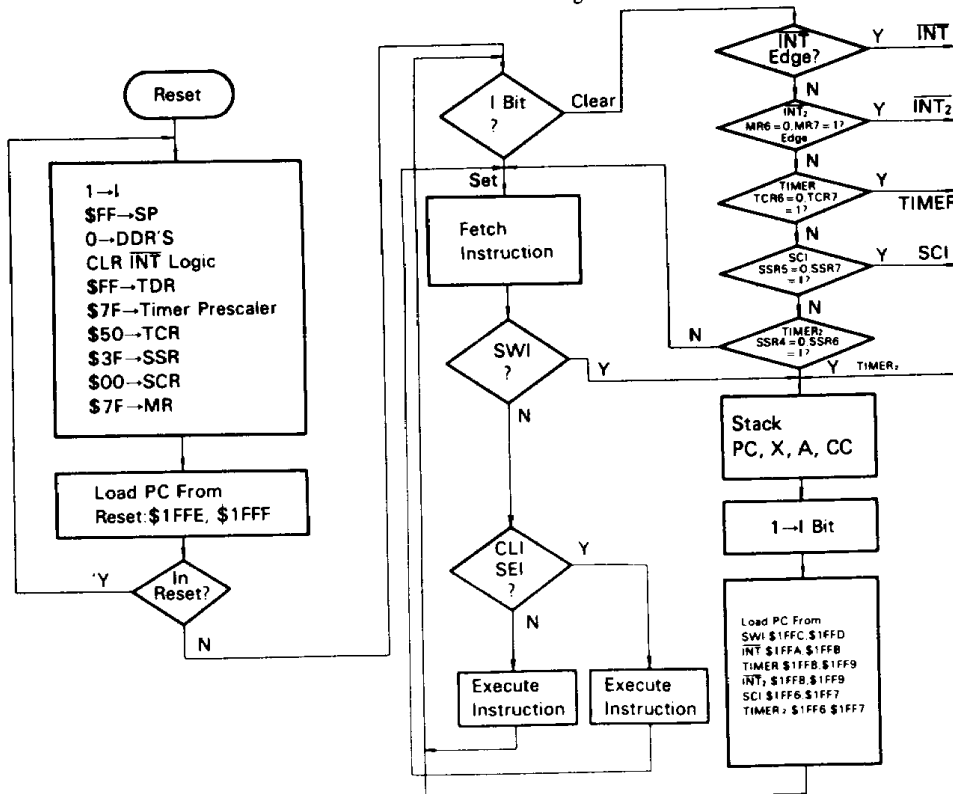 Reset
1→I
$FF→SP
0→DDR'S
CLR INT Logic
$FF→TDR
$7F→Timer Prescaler
$50→TCR
$3F→SSR
$00→SCR
$7F→MR
Load PC From
Reset:$1FFE, $1FFF
In
Reset?
'Y
N
I Bit
?
Clear
Set
Fetch
Instruction
SWI
?
Y
N
CLI
SEI
?
Y
N
Execute
Instruction
Execute
Instruction
INT
Edge?
Y
INT
N
INT₂
MR6=0,MR7=1?
Edge
Y
INT₂
N
TIMER
TCR6=0,TCR7
=1?
Y
TIMER
N
SCI
SSR5=0,SSR7
=1?
Y
SCI
N
TIMER₂
SSR4=0,SSR6
=1?
N
Y
TIMER₂
Stack
PC, X, A, CC
1→I Bit
Load PC From
SWI $1FFC,$1FFD
INT $1FFA,$1FFB
TIMER $1FF8,$1FF9
INT₂ $1FF8,$1FF9
SCI $1FF6,$1FF7
TIMER₂ $1FF6,$1FF7